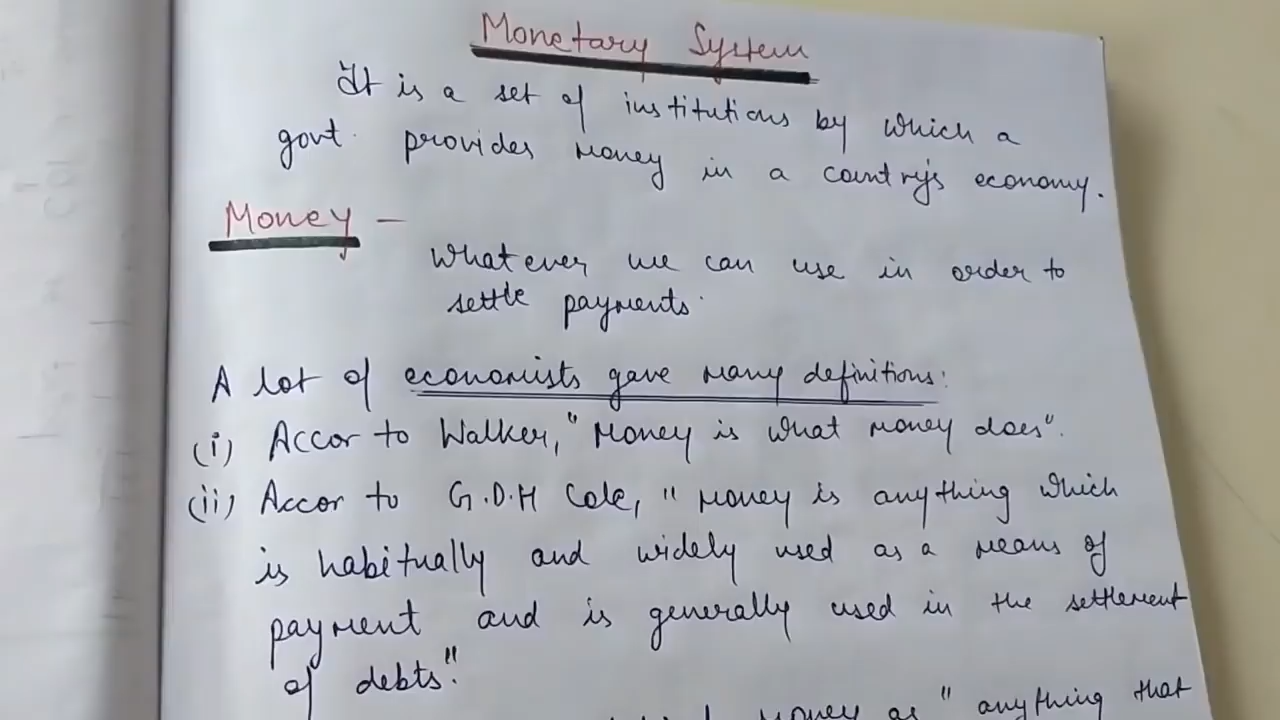 Monetary System
It is a set of institutions by which a
govt. provides money in a country's economy.
Money -
Whatever we can use in order to
settle payments.
A lot of economists gave many definitions:
(i) Accor to Walker, "Money is what money does".
(ii) Accor to G.D.H Cole, "Money is anything which
is habitually and widely used as a means of
payment and is generally used in the settlement
of debts".
money as "anything that